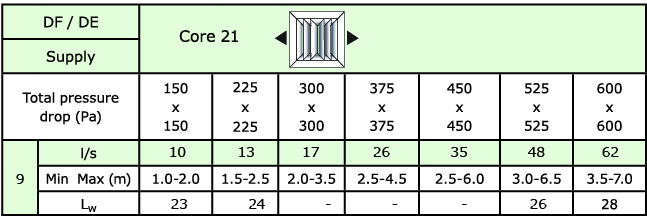 DF / DE
Core 21
Supply
Total pressure drop (Pa)
150 x 150
225 x 225
300 x 300
375 x 375
450 x 450
525 x 525
600 x 600
9
l/s 10 13 17 26 35 48 62
Min Max (m) 1.0-2.0 1.5-2.5 2.0-3.5 2.5-4.5 2.5-6.0 3.0-6.5 3.5-7.0
Lw 23 24 - - - 26 28